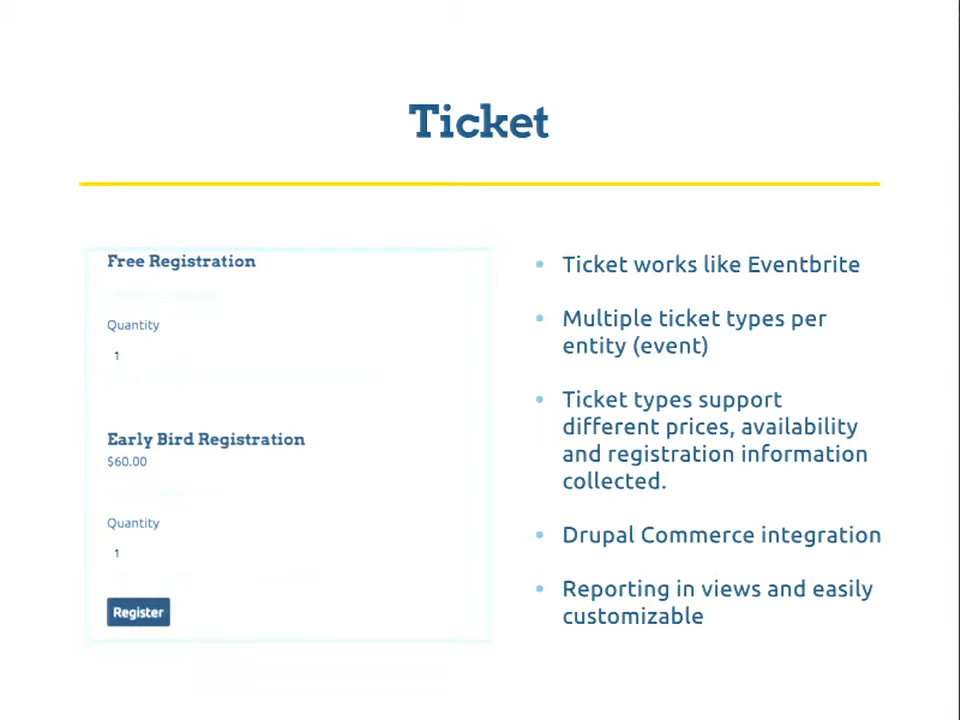 Ticket
Free Registration
Quantity
1
Early Bird Registration
$60.00
Quantity
1
Register
Ticket works like Eventbrite
Multiple ticket types per
entity (event)
Ticket types support
different prices, availability
and registration information
collected.
Drupal Commerce integration
Reporting in views and easily
customizable